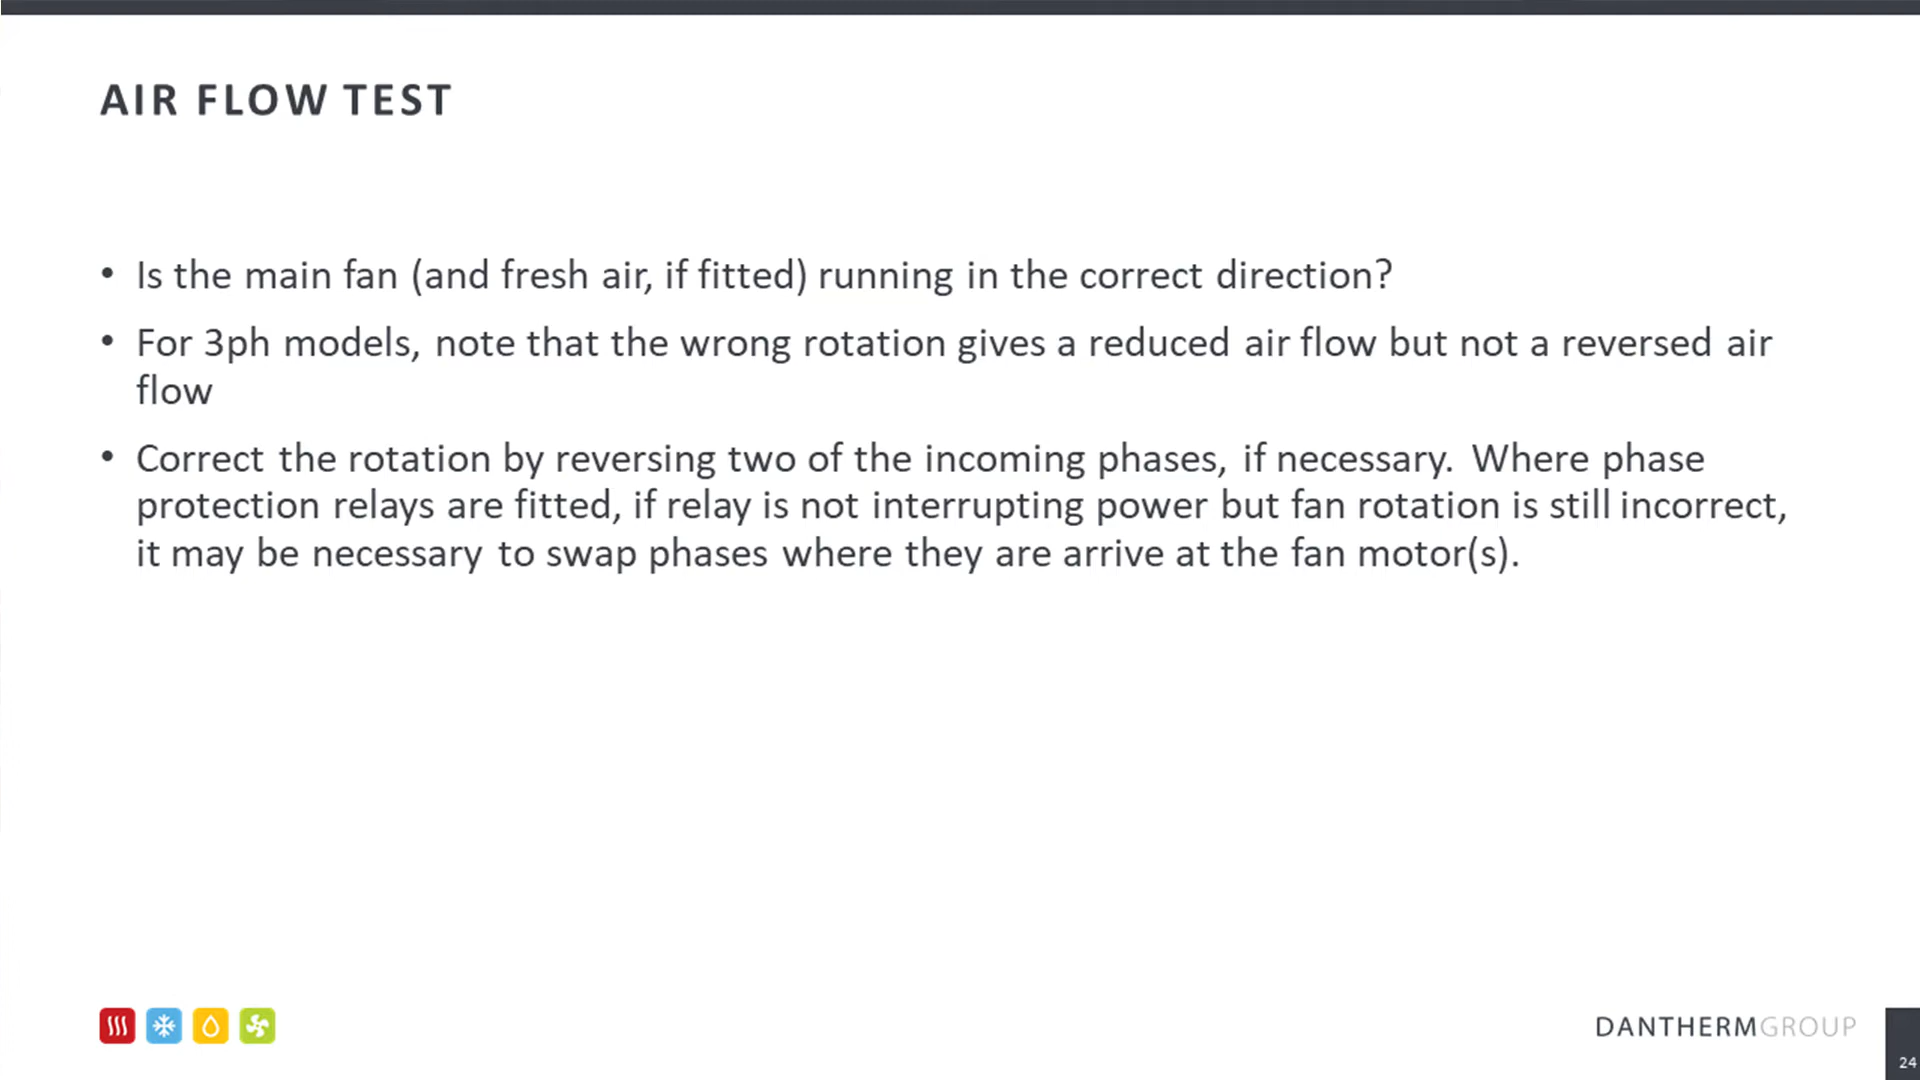 AIR FLOW TEST
• Is the main fan (and fresh air, if fitted) running in the correct direction?
• For 3ph models, note that the wrong rotation gives a reduced air flow but not a reversed air
flow
• Correct the rotation by reversing two of the incoming phases, if necessary. Where phase
protection relays are fitted, if relay is not interrupting power but fan rotation is still incorrect,
it may be necessary to swap phases where they are arrive at the fan motor(s).
DANTHERMGROUP
24